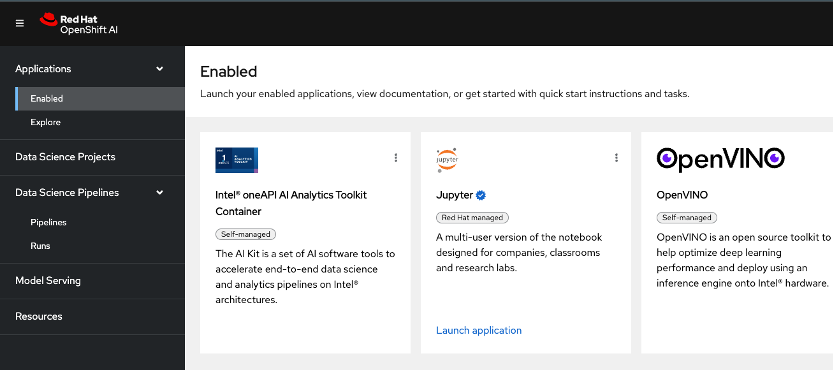 Red Hat
OpenShift AI
Applications
Enabled
Explore
Data Science Projects
Data Science Pipelines
Pipelines
Runs
Model Serving
Resources
Enabled
Launch your enabled applications, view documentation, or get started with quick start instructions and tasks.
Intel® oneAPI AI Analytics Toolkit
Container
Self-managed
The AI Kit is a set of AI software tools to
accelerate end-to-end data science
and analytics pipelines on Intel®
architectures.
jupyter
Jupyter
Red Hat managed
A multi-user version of the notebook
designed for companies, classrooms
and research labs.
Launch application
OpenVINO
OpenVINO
Self-managed
OpenVINO is an open source toolkit to
help optimize deep learning
performance and deploy using an
inference engine onto Intel® hardware.